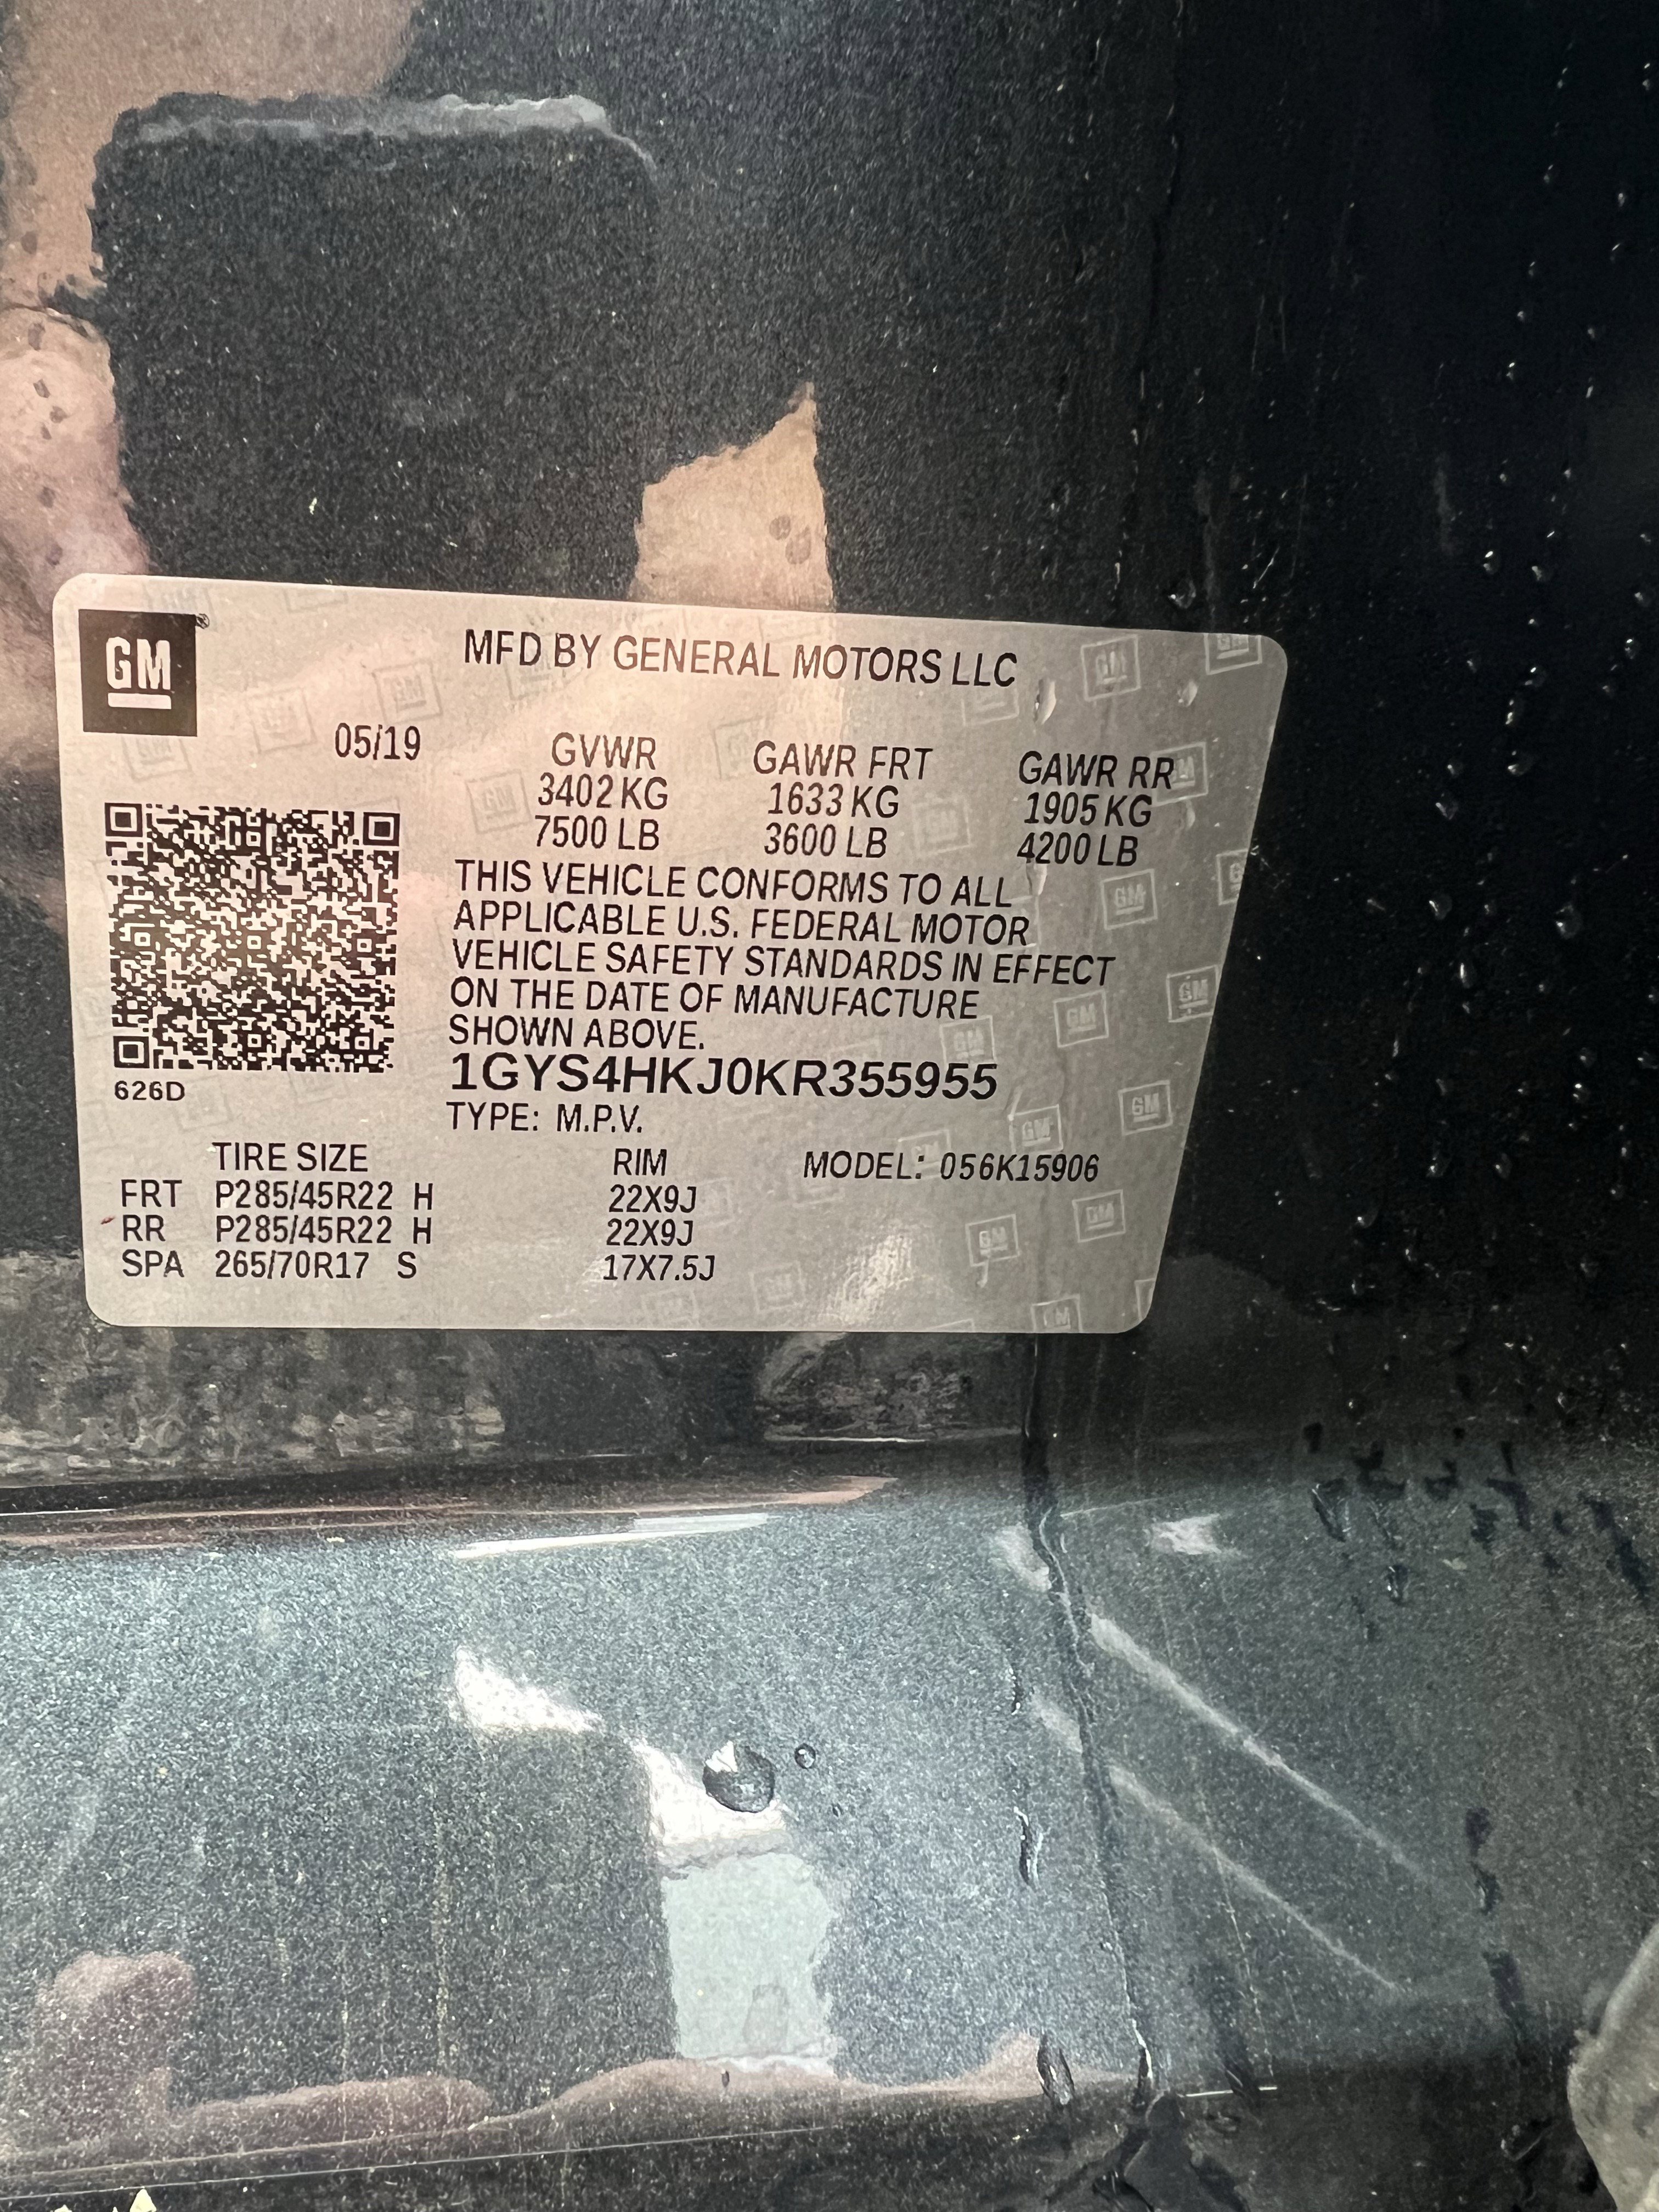 GM
MFD BY GENERAL MOTORS LLC
05/19
GVWR GAWR FRT GAWR RR
3402 KG 1633 KG 1905 KG
7500 LB 3600 LB 4200 LB
THIS VEHICLE CONFORMS TO ALL
APPLICABLE U.S. FEDERAL MOTOR
VEHICLE SAFETY STANDARDS IN EFFECT
ON THE DATE OF MANUFACTURE
SHOWN ABOVE.
1GYS4HKJ0KR355955
626D
TYPE: M.P.V.
TIRE SIZE RIM MODEL: 056K15906
FRT P285/45R22 H 22X9J
RR P285/45R22 H 22X9J
SPA 265/70R17 S 17X7.5J